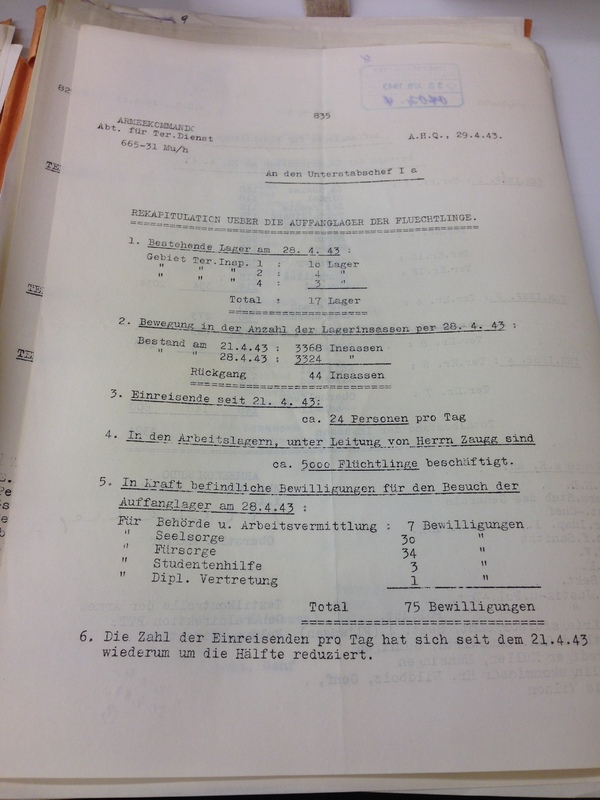 82
835
ARMEEKOMMANDO
Abt. für Ter.Dienst
665-31 Mu/h
A.H.Q., 29.4.43.
An den Unterstabschef I a
REKAPITULATION UEBER DIE AUFFANGLAGER DER FLUECHTLINGE.
1. Bestehende Lager am 28. 4. 43 :
Gebiet Ter.Insp. 1 : 1o Lager
" " " 2 : 4 "
" " " 4 : 3 "
Total : 17 Lager
2. Bewegung in der Anzahl der Lagerinsassen per 28. 4. 43 :
Bestand am 21.4.43 : 3368 Insassen
" " 28.4.43 : 3324 "
Rückgang 44 Insassen
3. Einreisende seit 21. 4. 43:
ca. 24 Personen pro Tag
4. In den Arbeitslagern, unter Leitung von Herrn Zaugg sind
ca. 5ooo Flüchtlinge beschäftigt.
5. In Kraft befindliche Bewilligungen für den Besuch der
Auffanglager am 28.4.43 :
Für Behörde u. Arbeitsvermittlung : 7 Bewilligungen
" Seelsorge 3o "
" Fürsorge 34 "
" Studentenhilfe 3 "
" Dipl. Vertretung 1 "
Total 75 Bewilligungen
6. Die Zahl der Einreisenden pro Tag hat sich seit dem 21.4.43
wiederum um die Hälfte reduziert.